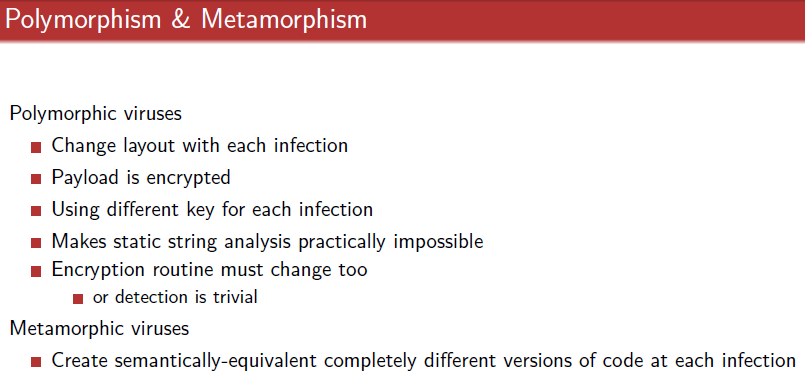 Polymorphism & Metamorphism
Polymorphic viruses
Change layout with each infection
Payload is encrypted
Using different key for each infection
Makes static string analysis practically impossible
Encryption routine must change too
or detection is trivial
Metamorphic viruses
Create semantically-equivalent completely different versions of code at each infection